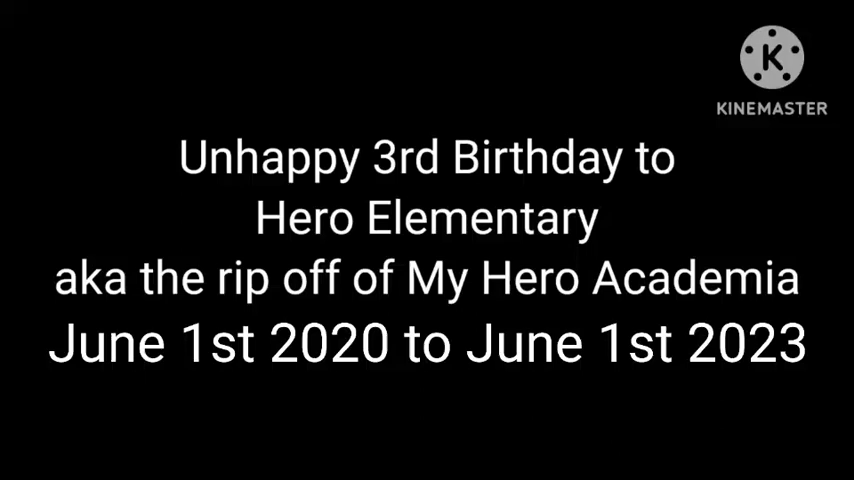 KINEMASTER
Unhappy 3rd Birthday to
Hero Elementary
aka the rip off of My Hero Academia
June 1st 2020 to June 1st 2023